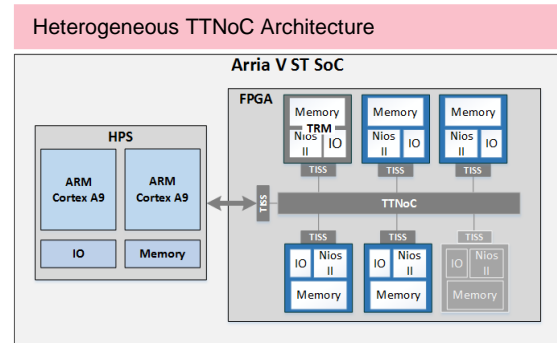 Heterogeneous TTNoC Architecture
Arria V ST SoC
FPGA
HPS
ARM
Cortex A9
ARM
Cortex A9
IO
Memory
TISS
Memory
TRM
Nios
II
IO
TISS
Memory
Nios
II
IO
TISS
Memory
Nios
II
IO
TISS
TTNoC
TISS
IO
Nios
II
Memory
TISS
IO
Nios
II
Memory
TISS
IO
Nios
II
Memory